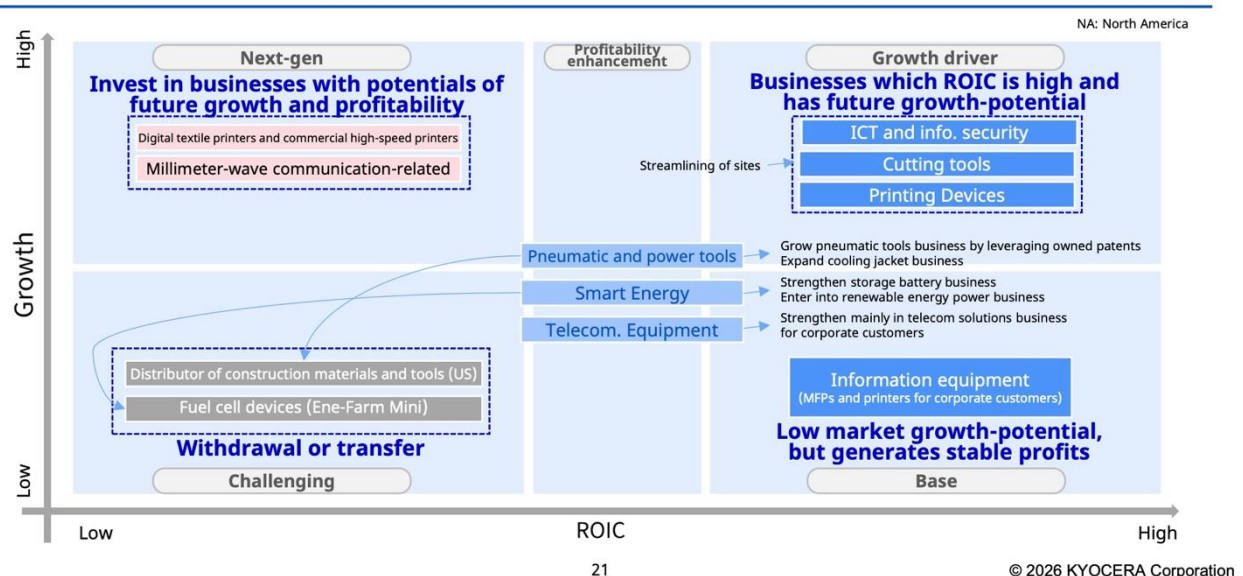 NA: North America
High
Next-gen
Invest in businesses with potentials of
future growth and profitability
Digital textile printers and commercial high-speed printers
Millimeter-wave communication-related
Profitability
enhancement
Growth driver
Businesses which ROIC is high and
has future growth-potential
ICT and info. security
Streamlining of sites
Cutting tools
Printing Devices
Growth
Pneumatic and power tools
Grow pneumatic tools business by leveraging owned patents
Expand cooling jacket business
Smart Energy
Strengthen storage battery business
Enter into renewable energy power business
Telecom. Equipment
Strengthen mainly in telecom solutions business
for corporate customers
Distributor of construction materials and tools (US)
Fuel cell devices (Ene-Farm Mini)
Withdrawal or transfer
Challenging
Information equipment
(MFPs and printers for corporate customers)
Low market growth-potential,
but generates stable profits
Base
Low
Low
ROIC
High
21
© 2026 KYOCERA Corporation